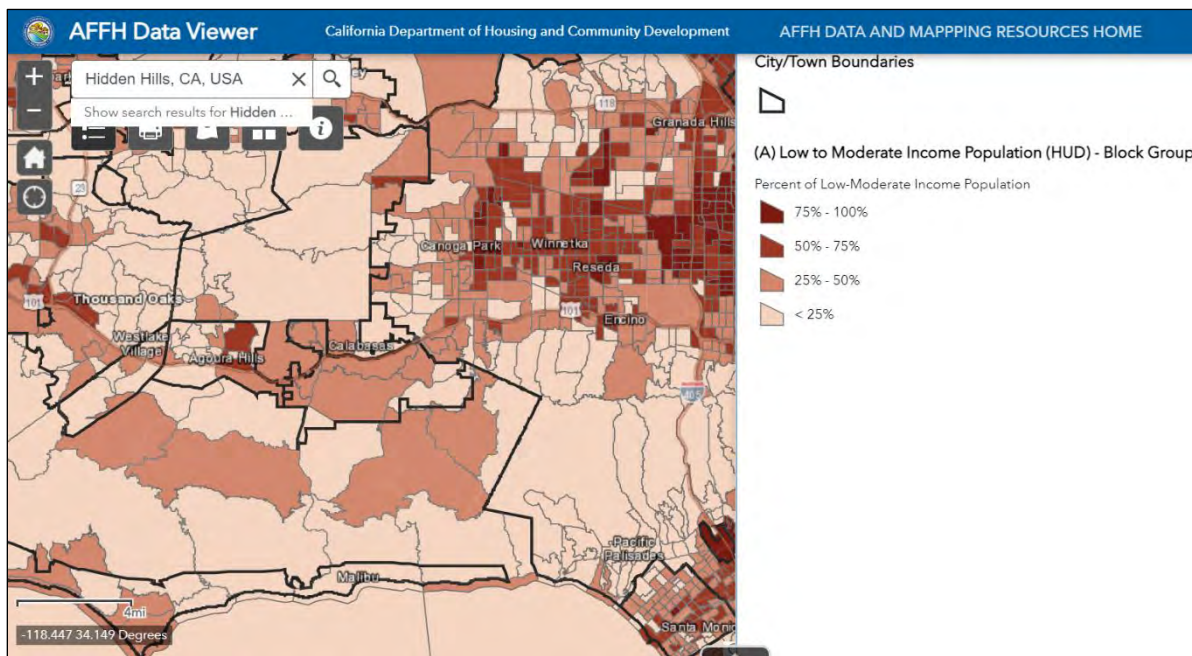 AFFH Data Viewer
California Department of Housing and Community Development
AFFH DATA AND MAPPPING RESOURCES HOME
Hidden Hills, CA, USA
Show search results for Hidden ...
118
Granada Hills
23
Canoga Park
Winnetka
Reseda
101
Thousand Oaks
101
Encino
Westlake
Village
Calabasas
Agoura Hills
405
Pacific
Palisades
Malibu
Santa Monic
4mi
-118.447 34.149 Degrees
City/Town Boundaries
(A) Low to Moderate Income Population (HUD) - Block Group
Percent of Low-Moderate Income Population
75% - 100%
50% - 75%
25% - 50%
< 25%